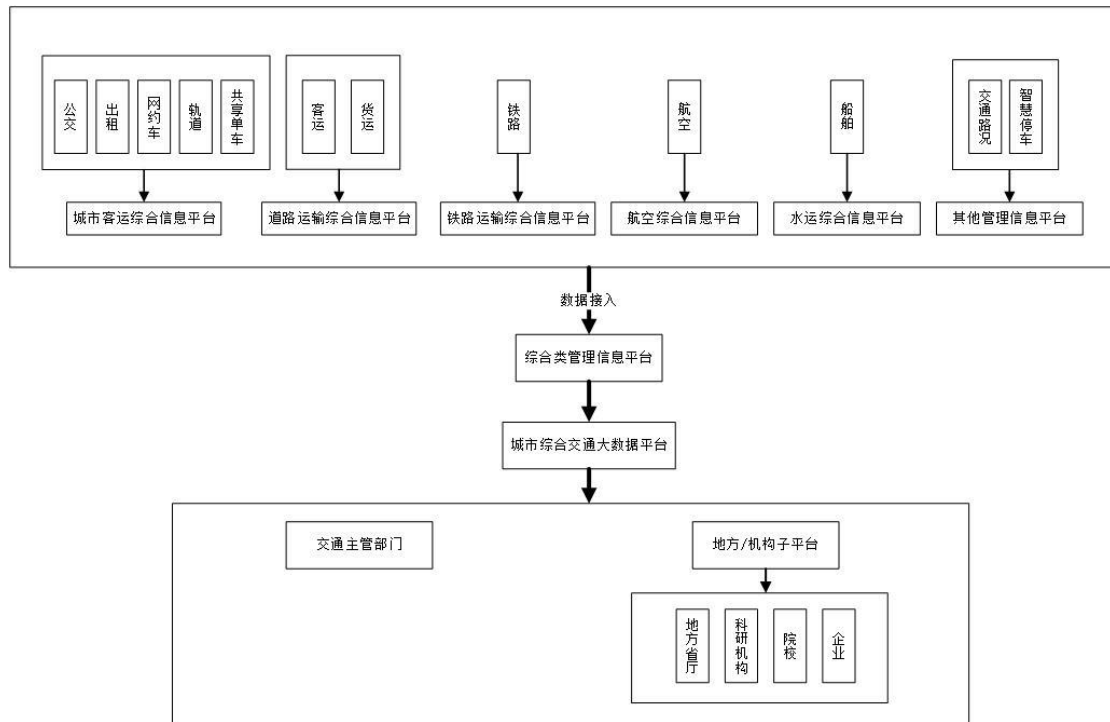 公交
出租
网约车
轨道
共享单车
客运
货运
铁路
航空
船舶
交通路况
智慧停车
城市客运综合信息平台
道路运输综合信息平台
铁路运输综合信息平台
航空综合信息平台
水运综合信息平台
其他管理信息平台
数据接入
综合类管理信息平台
城市综合交通大数据平台
交通主管部门
地方/机构子平台
地方省厅
科研机构
院校
企业